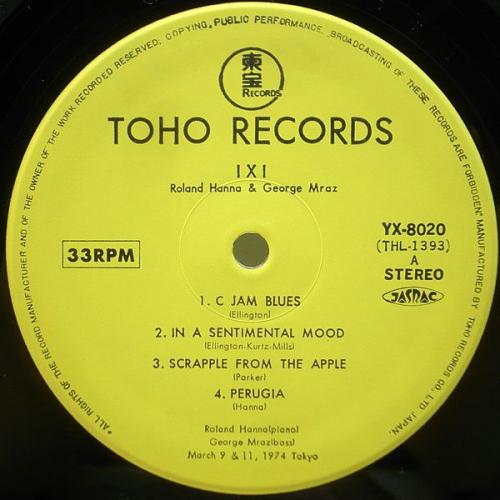 *ALL RIGHTS OF THE RECORD MANUFACTURER AND OF THE OWNER OF THE WORK RECORDED RESERVED. COPYING, PUBLIC PERFORMANCE, BROADCASTING OF THESE RECORDS ARE FORBIDDEN* MANUFACTURED BY TOHO RECORDS CO. LTD. JAPAN.
東
宝
RECORDS
TOHO RECORDS
1X1
Roland Hanna & George Mraz
33RPM
YX-8020
(THL-1393)
A
STEREO
JASRAC
1. C JAM BLUES
(Ellington)
2. IN A SENTIMENTAL MOOD
(Ellington-Kurtz-Mills)
3. SCRAPPLE FROM THE APPLE
(Parker)
4. PERUGIA
(Hanna)
Roland Hanna(piano)
George Mraz(bass)
March 9 & 11, 1974 Tokyo